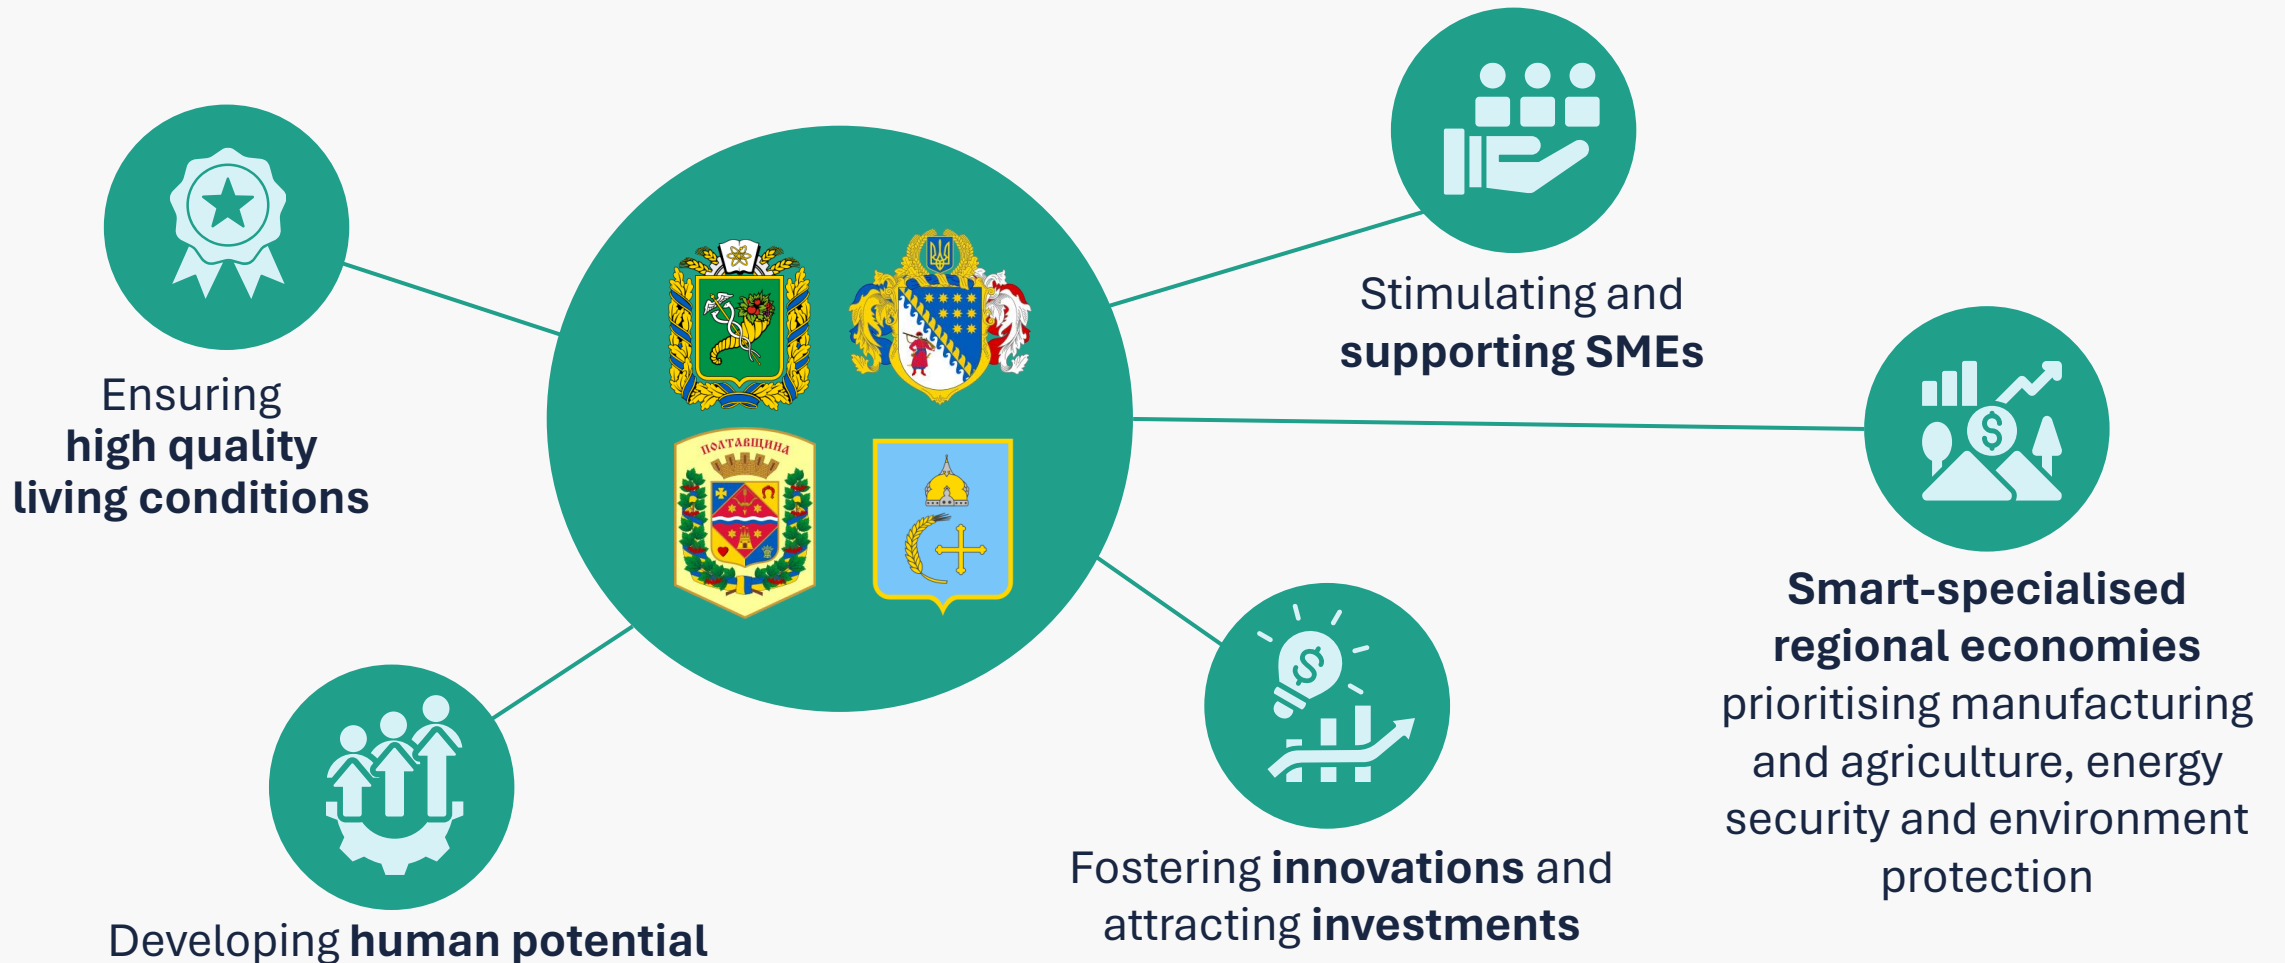 Ensuring
high quality
living conditions
ПОЛТАВЩИНА
Stimulating and
supporting SMEs
Smart-specialised
regional economies
prioritising manufacturing
and agriculture, energy
security and environment
protection
Fostering innovations and
attracting investments
Developing human potential
$
$